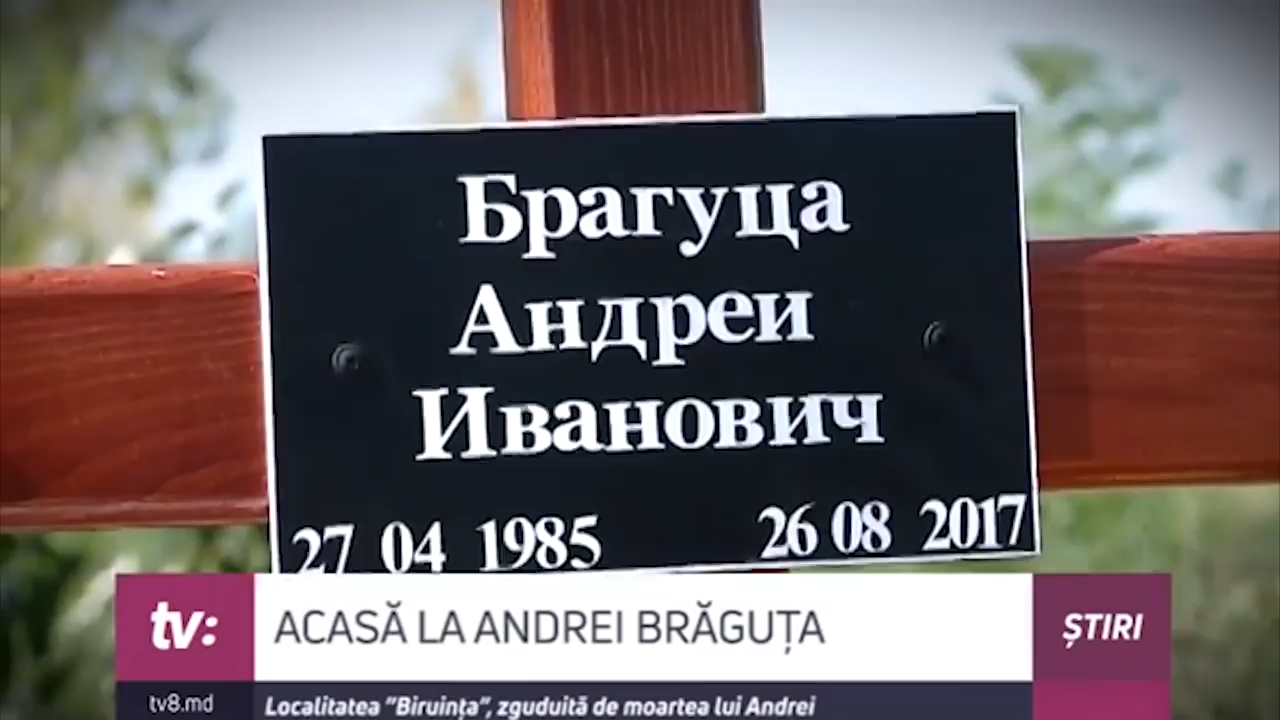 Брагуца
Андреи
Иванович
27 04 1985 26 08 2017
tv:
ACASĂ LA ANDREI BRĂGUȚA
ȘTIRI
tv8.md
Localitatea "Biruința", zguduită de moartea lui Andrei